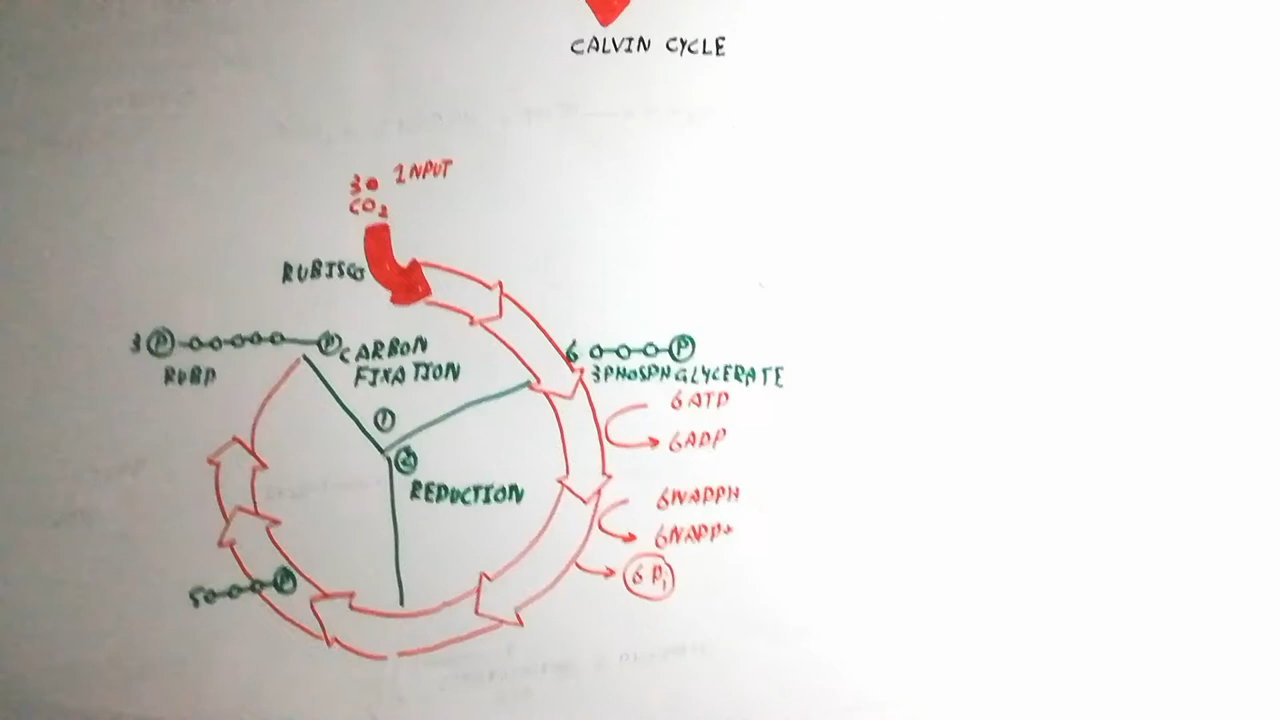 CALVIN CYCLE
INPUT
3
CO2
RUBISCO
3 P P
RUBP
CARBON
FIXATION
6 P
3PHOSPHGLYCERATE
6ATP
6ADP
1
2
REDUCTION
6NADPH
6NADP+
6 Pi
5 P